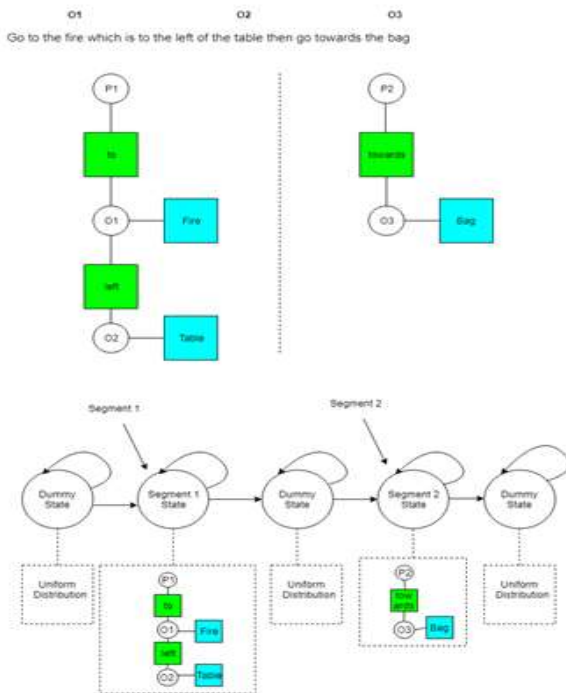 O1 O2 O3
Go to the fire which is to the left of the table then go towards the bag
P1 P2
to towards
O1 Fire O3 Bag
left
O2 Table
Segment 1 Segment 2
Dummy State Segment 1 State Dummy State Segment 2 State Dummy State
Uniform Distribution Uniform Distribution Uniform Distribution
P1
to
O1 Fire
left
O2 Table
P2
tow
ards
O3 Bag